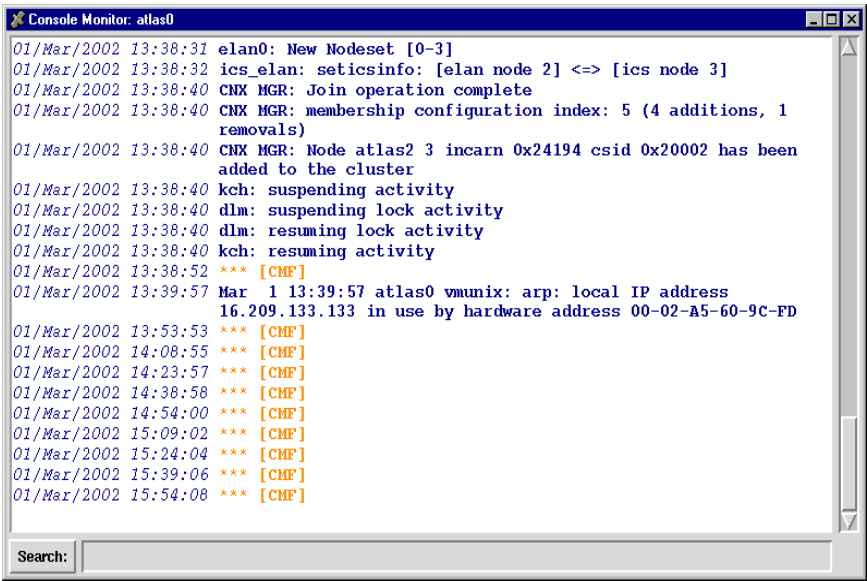 Console Monitor: atlas0
01/Mar/2002 13:38:31 elan0: New Nodeset [0-3]
01/Mar/2002 13:38:32 ics_elan: seticsinfo: [elan node 2] <=> [ics node 3]
01/Mar/2002 13:38:40 CNX MGR: Join operation complete
01/Mar/2002 13:38:40 CNX MGR: membership configuration index: 5 (4 additions, 1
removals)
01/Mar/2002 13:38:40 CNX MGR: Node atlas2 3 incarn 0x24194 csid 0x20002 has been
added to the cluster
01/Mar/2002 13:38:40 kch: suspending activity
01/Mar/2002 13:38:40 dlm: suspending lock activity
01/Mar/2002 13:38:40 dlm: resuming lock activity
01/Mar/2002 13:38:40 kch: resuming activity
01/Mar/2002 13:38:52 *** [CMF]
01/Mar/2002 13:39:57 Mar  1 13:39:57 atlas0 vmunix: arp: local IP address
16.209.133.133 in use by hardware address 00-02-A5-60-9C-FD
01/Mar/2002 13:53:53 *** [CMF]
01/Mar/2002 14:08:55 *** [CMF]
01/Mar/2002 14:23:57 *** [CMF]
01/Mar/2002 14:38:58 *** [CMF]
01/Mar/2002 14:54:00 *** [CMF]
01/Mar/2002 15:09:02 *** [CMF]
01/Mar/2002 15:24:04 *** [CMF]
01/Mar/2002 15:39:06 *** [CMF]
01/Mar/2002 15:54:08 *** [CMF]
Search: